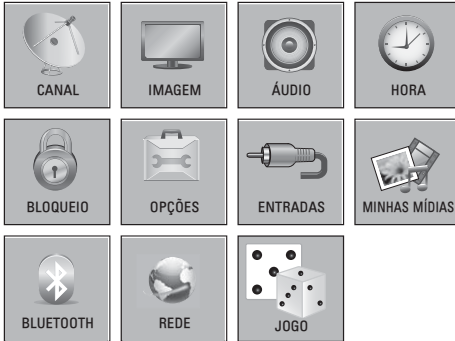 CANAL
IMAGEM
ÁUDIO
HORA
BLOQUEIO
OPÇÕES
ENTRADAS
MINHAS MÍDIAS
BLUETOOTH
REDE
JOGO